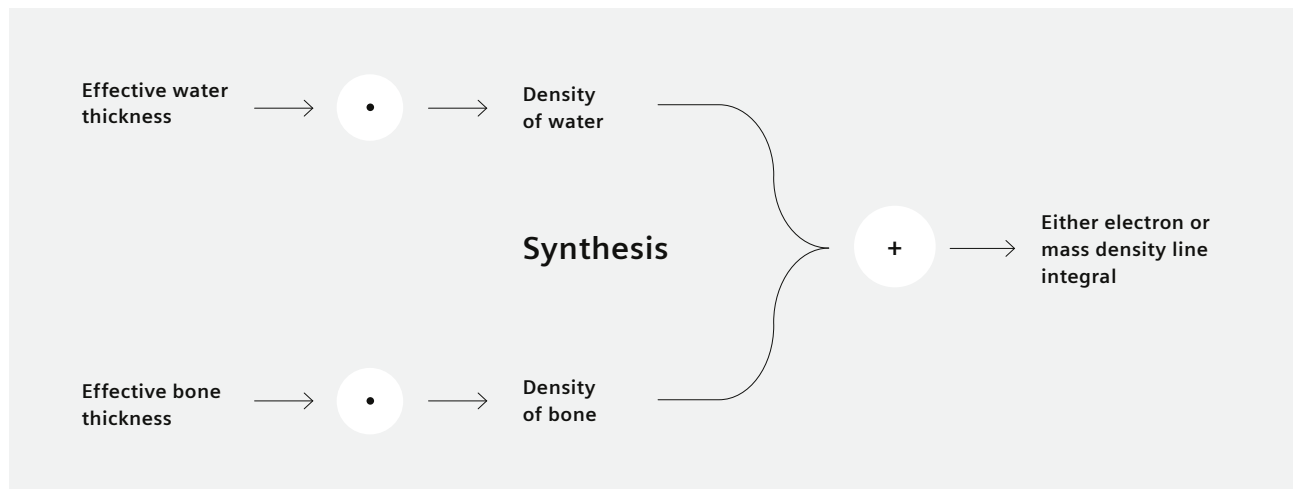 Effective water
thickness
•
Density
of water
Synthesis
+
Either electron or
mass density line
integral
Effective bone
thickness
•
Density
of bone